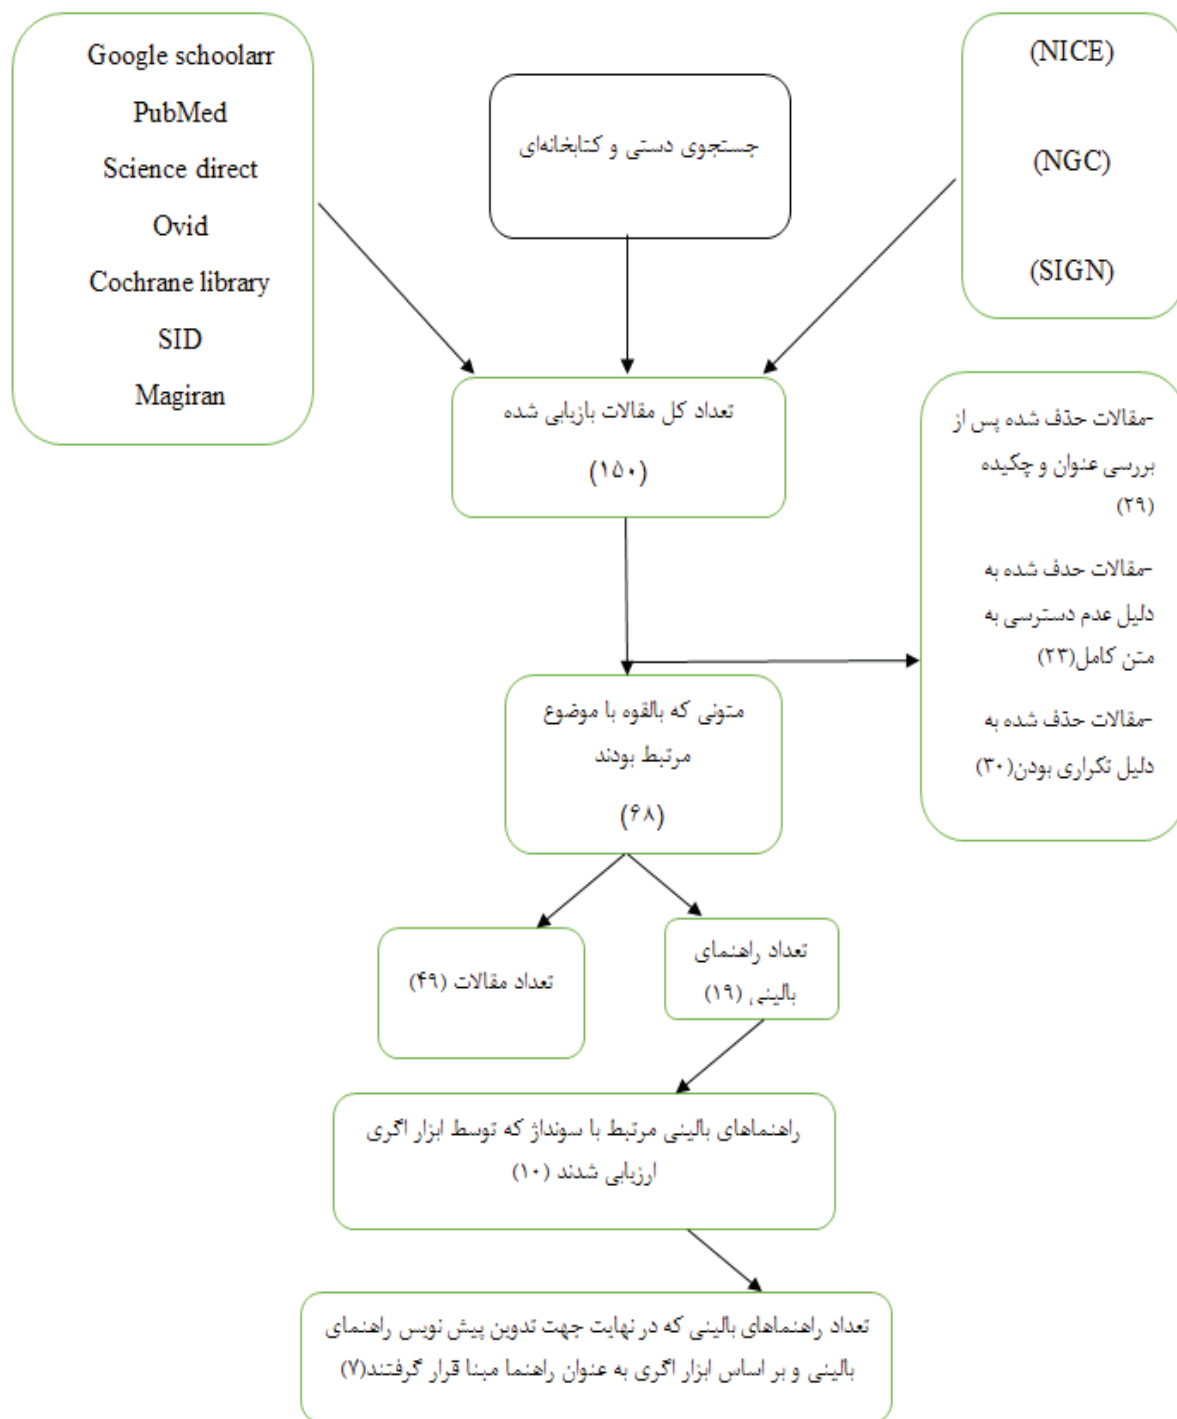 Google schoolarr
PubMed
Science direct
Ovid
Cochrane library
SID
Magiran
جستجوی دستی و کتابخانه‌ای
(NICE)
(NGC)
(SIGN)
تعداد کل مقالات بازیابی شده
(۱۵۰)
-مقالات حذف شده پس از
بررسی عنوان و چکیده
(۲۹)
-مقالات حدف شده به
دلیل عدم دسترسی به
متن کامل(۲۳)
-مقالات حذف شده به
دلیل تکراری بودن(۳۰)
متونی که بالقوه با موضوع
مرتبط بودند
(۶۸)
تعداد مقالات (۴۹)
تعداد راهنمای
بالینی (۱۹)
راهنماهای بالینی مرتبط با سونداژ که توسط ابزار اگری
ارزیابی شدند (۱۰)
تعداد راهنماهای بالینی که در نهایت جهت تدوین پیش نویس راهنمای
بالینی و بر اساس ابزار اگری به عنوان راهنما مبنا قرار گرفتند(۷)